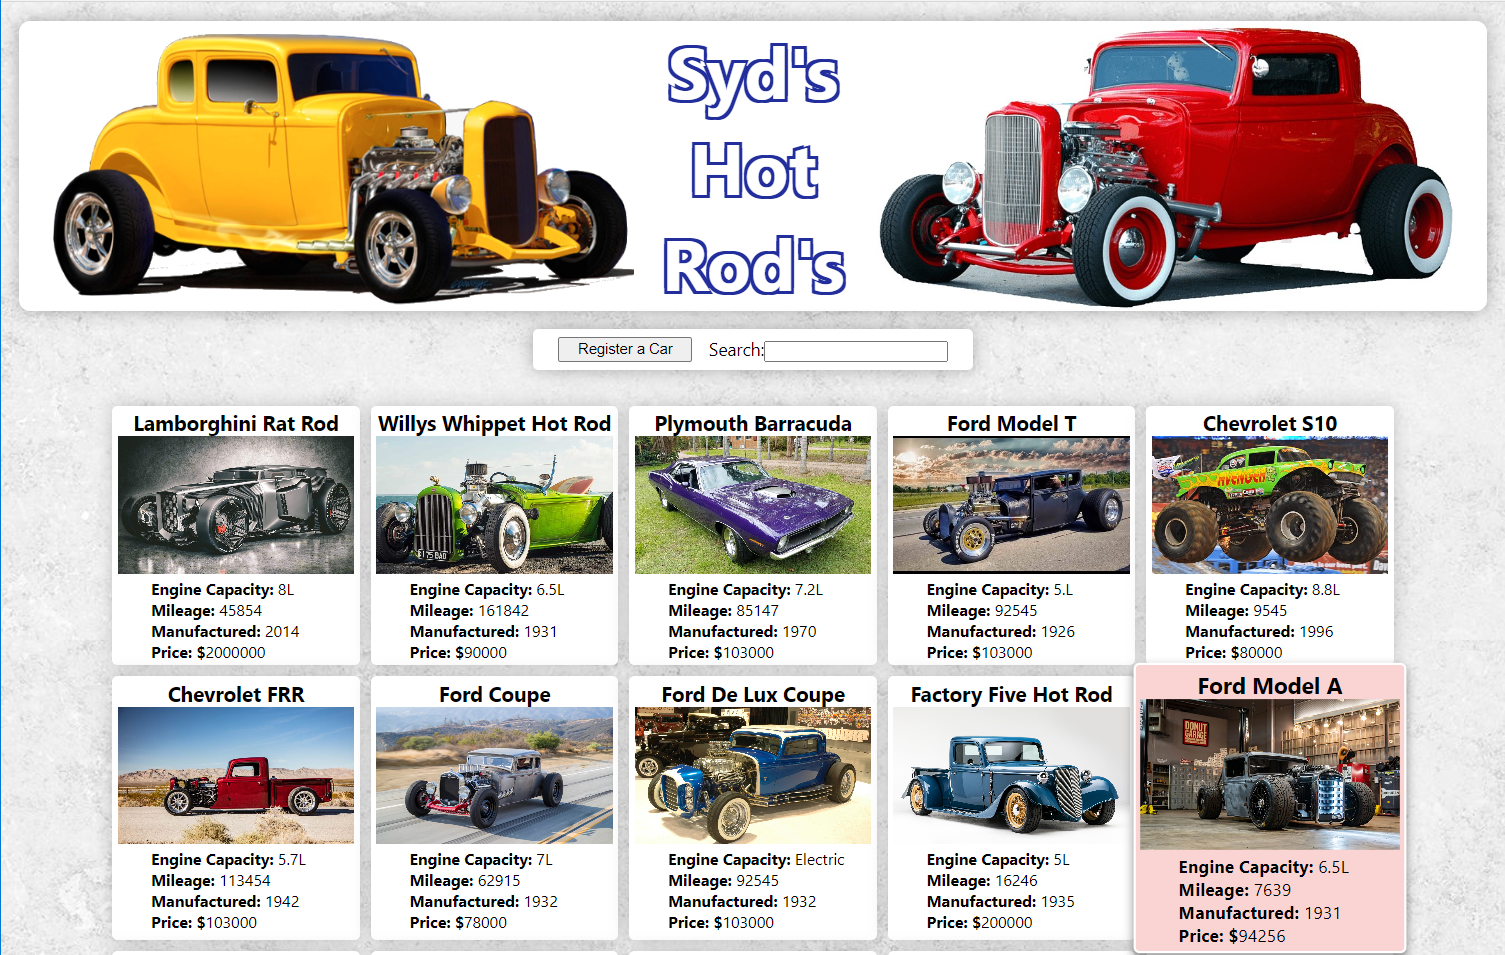 Syd's
Hot
Rod's
Register a Car
Search:
Lamborghini Rat Rod
Engine Capacity: 8L
Mileage: 45854
Manufactured: 2014
Price: $2000000
Willys Whippet Hot Rod
Engine Capacity: 6.5L
Mileage: 161842
Manufactured: 1931
Price: $90000
Plymouth Barracuda
Engine Capacity: 7.2L
Mileage: 85147
Manufactured: 1970
Price: $103000
Ford Model T
Engine Capacity: 5.L
Mileage: 92545
Manufactured: 1926
Price: $103000
Chevrolet S10
AVENGER
Engine Capacity: 8.8L
Mileage: 9545
Manufactured: 1996
Price: $80000
Chevrolet FRR
Engine Capacity: 5.7L
Mileage: 113454
Manufactured: 1942
Price: $103000
Ford Coupe
Engine Capacity: 7L
Mileage: 62915
Manufactured: 1932
Price: $78000
Ford De Lux Coupe
Engine Capacity: Electric
Mileage: 92545
Manufactured: 1932
Price: $103000
Factory Five Hot Rod
Engine Capacity: 5L
Mileage: 16246
Manufactured: 1935
Price: $200000
Ford Model A
DONUT
GARAGE
Engine Capacity: 6.5L
Mileage: 7639
Manufactured: 1931
Price: $94256